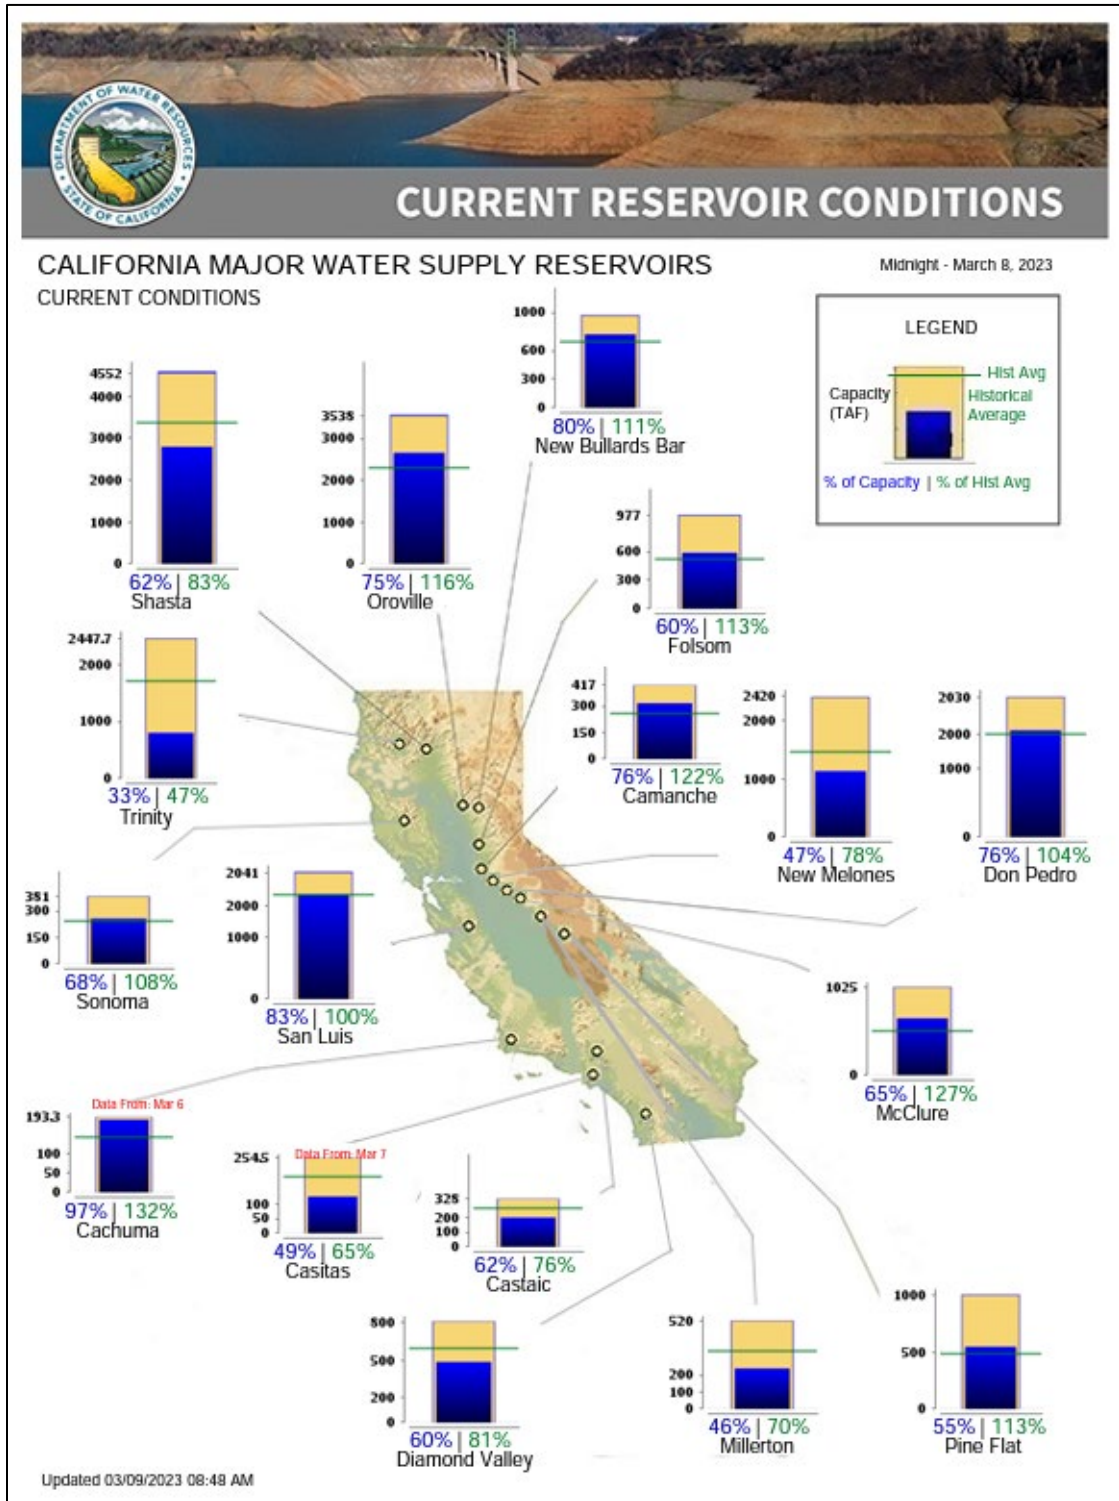 DEPARTMENT OF WATER RESOURCES
STATE OF CALIFORNIA
CURRENT RESERVOIR CONDITIONS
CALIFORNIA MAJOR WATER SUPPLY RESERVOIRS
Midnight - March 8, 2023
CURRENT CONDITIONS
LEGEND
Hist Avg
Capacity
(TAF)
Historical
Average
% of Capacity | % of Hist Avg
1000
600
300
0
80% | 111%
New Bullards Bar
4552
4000
3000
2000
1000
0
62% | 83%
Shasta
3538
3000
2000
1000
0
75% | 116%
Oroville
977
600
300
0
60% | 113%
Folsom
2447.7
2000
1000
0
33% | 47%
Trinity
417
300
150
0
76% | 122%
Camanche
2420
2000
1000
0
47% | 78%
New Melones
2030
2000
1000
0
76% | 104%
Don Pedro
381
300
150
0
68% | 108%
Sonoma
2041
2000
1000
0
83% | 100%
San Luis
1025
0
65% | 127%
McClure
Data From: Mar 6
193.3
100
50
0
97% | 132%
Cachuma
Data From: Mar 7
254.5
100
50
0
49% | 65%
Casitas
328
200
100
0
62% | 76%
Castaic
800
500
200
0
60% | 81%
Diamond Valley
520
200
100
0
46% | 70%
Millerton
1000
500
0
55% | 113%
Pine Flat
Updated 03/09/2023 08:48 AM